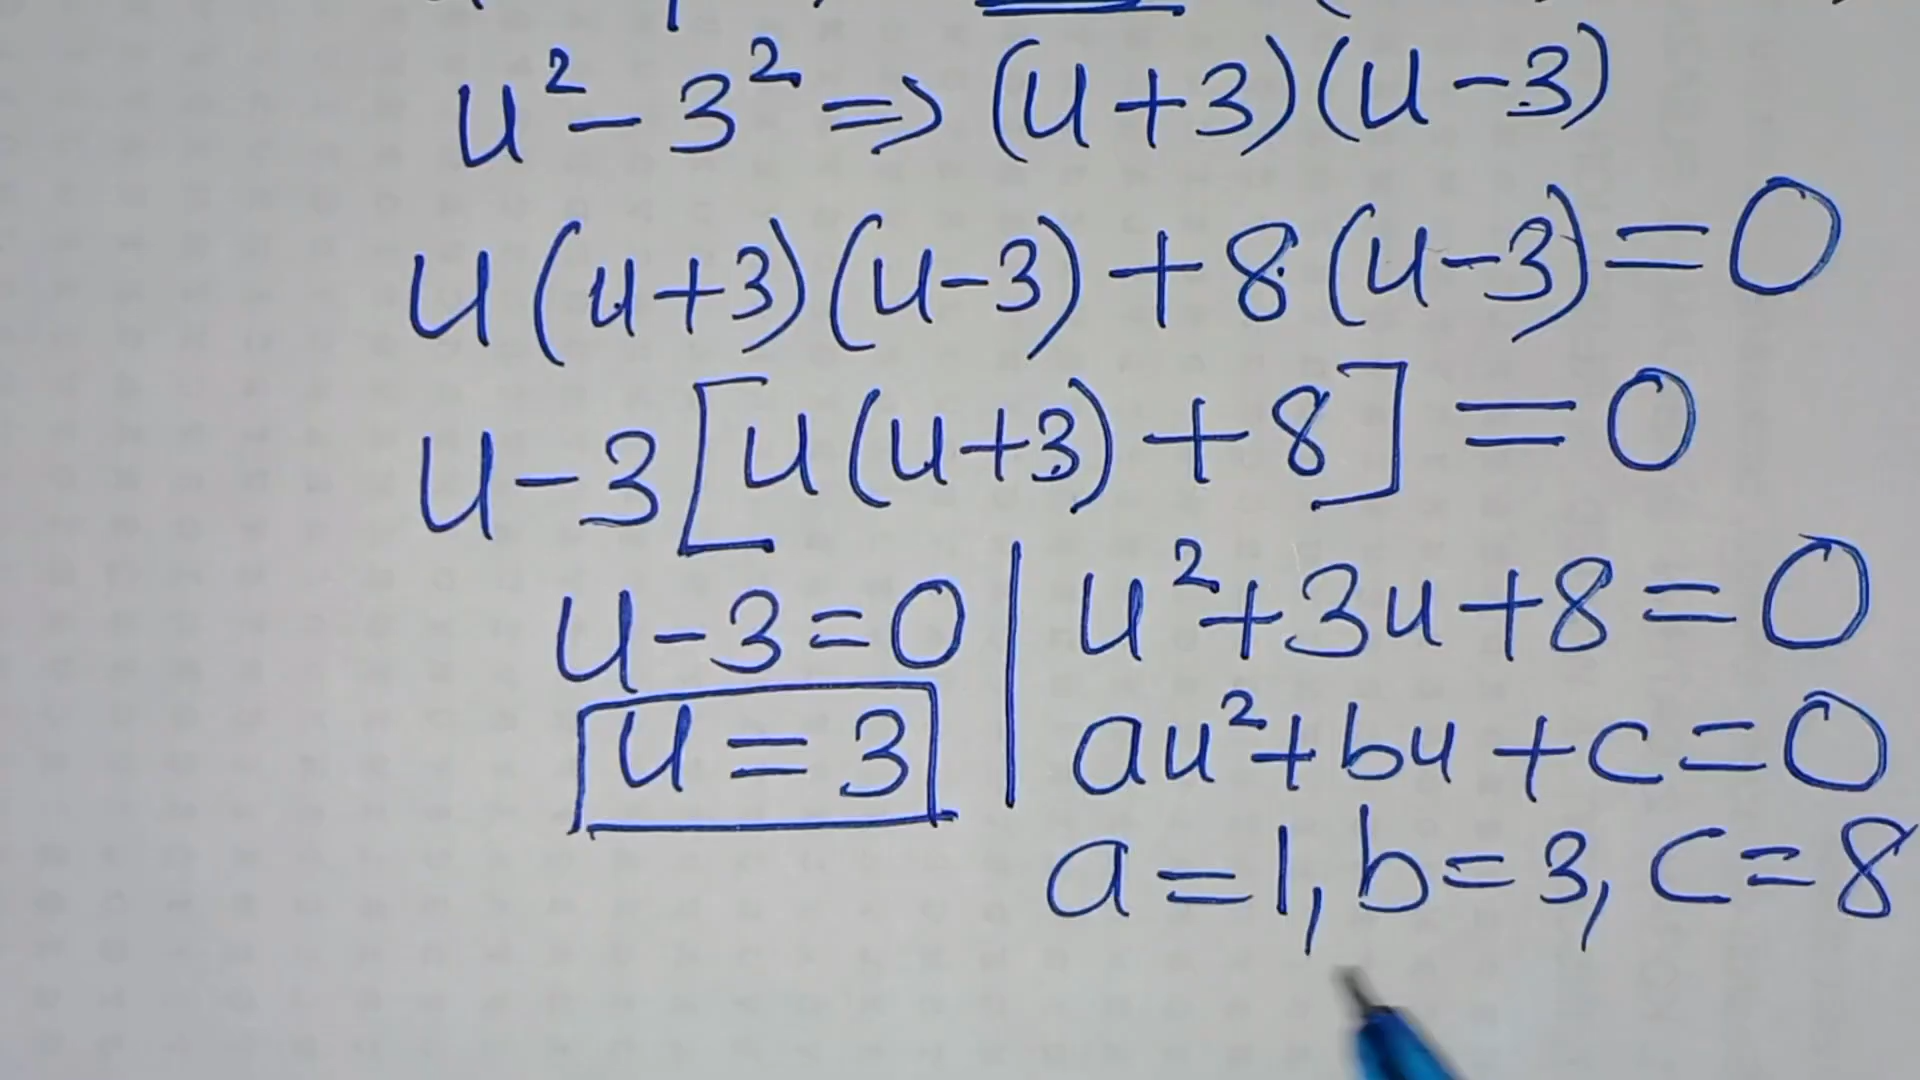 u² - 3² => (u+3)(u-3)
u(u+3)(u-3) + 8(u-3) = 0
u-3[u(u+3) + 8] = 0
u-3=0 | u²+3u+8=0
u = 3 | au²+bu+c=0
a=1, b=3, c=8